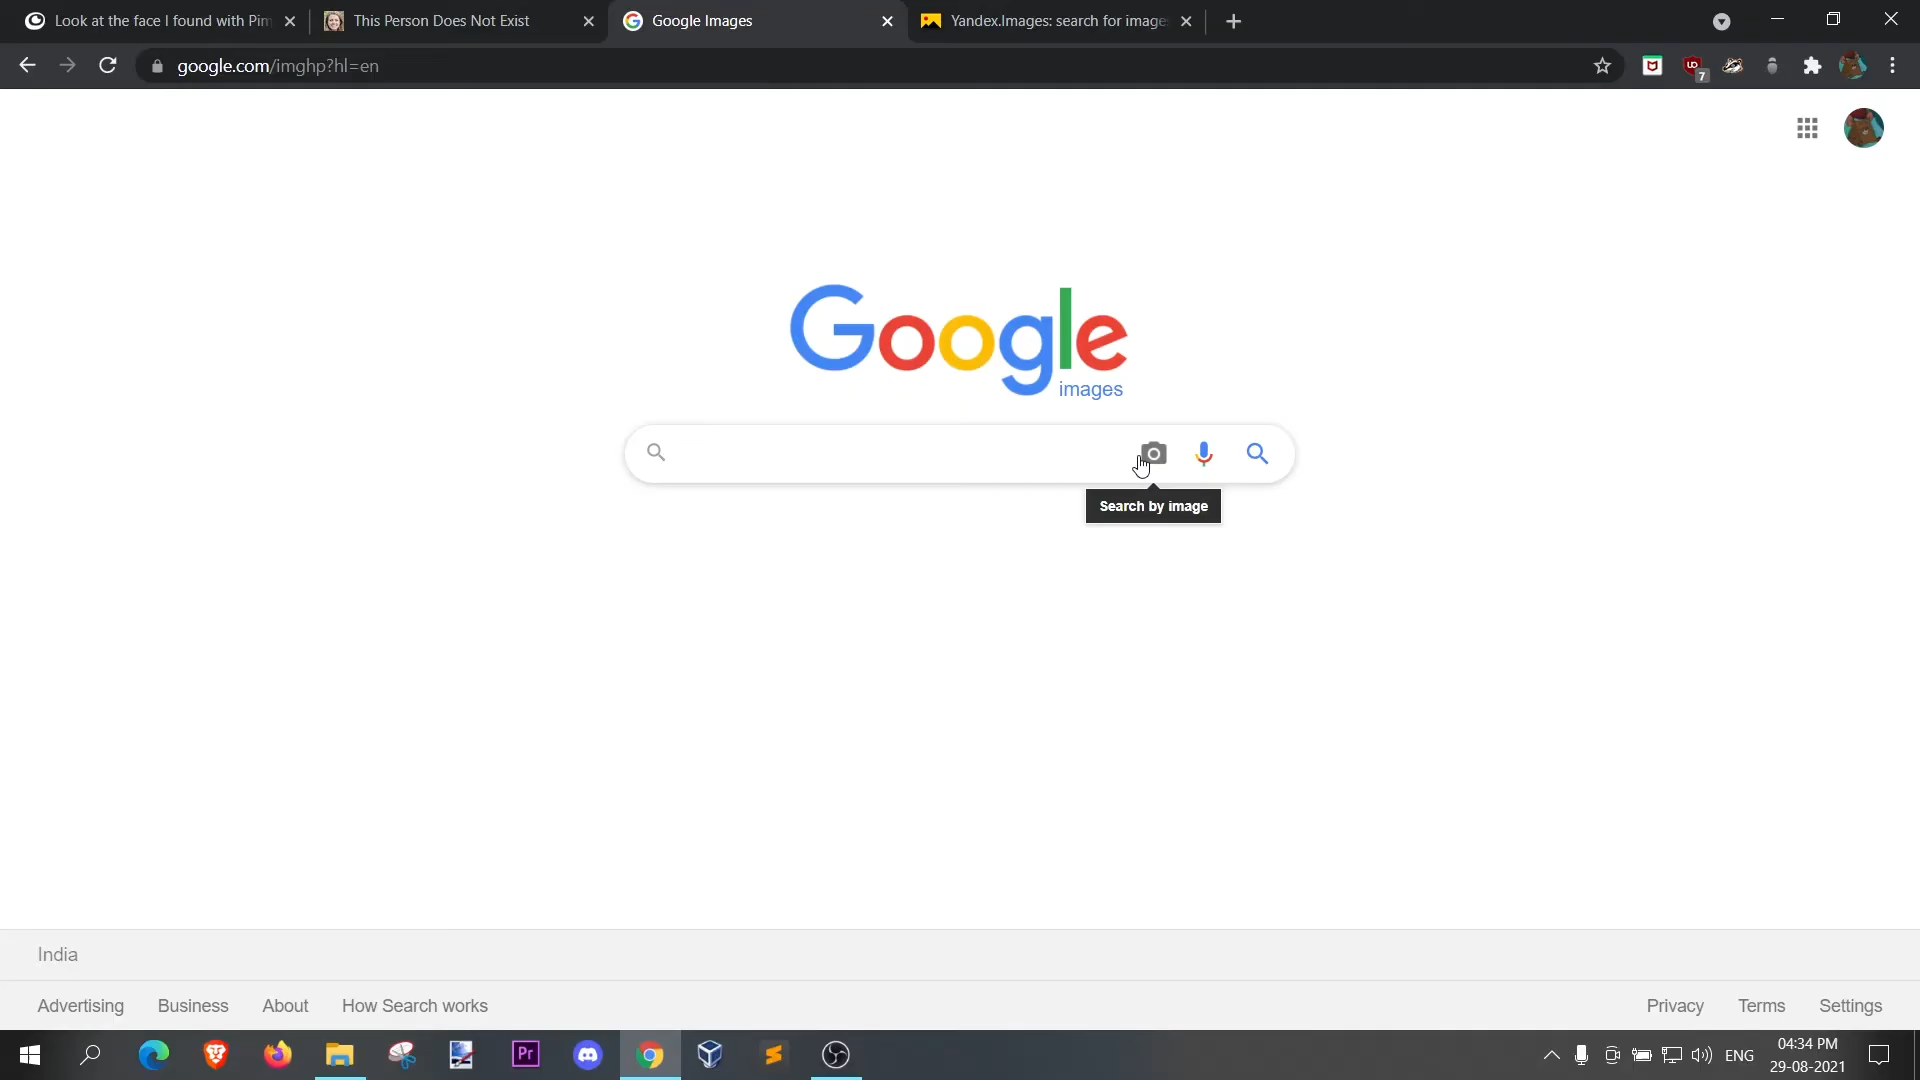 Look at the face I found with Pim
This Person Does Not Exist
Google Images
Yandex.Images: search for image
google.com/imghp?hl=en
7
Google
images
Search by image
India
Advertising Business About How Search works
Privacy Terms Settings
Pr
ENG
04:34 PM
29-08-2021